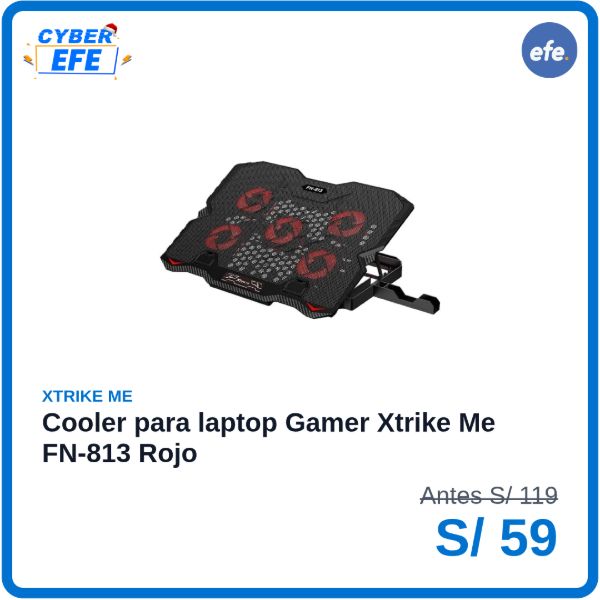 CYBER
EFE
efe.
FN-813
XTRIKE ME
Cooler para laptop Gamer Xtrike Me
FN-813 Rojo
Antes S/ 119
S/ 59